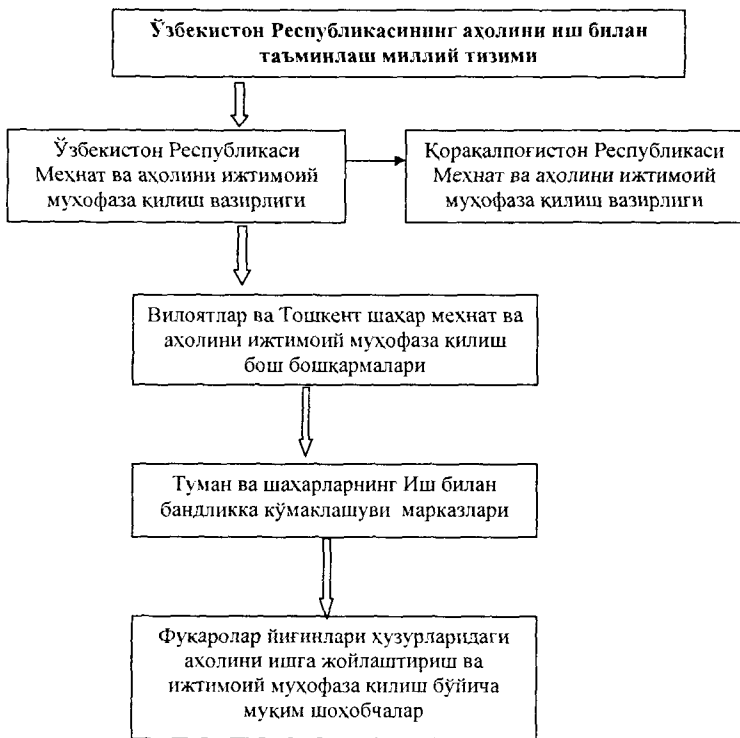 Ўзбекистон Республикасининг аҳолини иш билан
таъминлаш миллий тизими
Ўзбекистон Республикаси
Меҳнат ва аҳолини ижтимоий
муҳофаза қилиш вазирлиги
Қорақалпоғистон Республикаси
Меҳнат ва аҳолини ижтимоий
муҳофаза қилиш вазирлиги
Вилоятлар ва Тошкент шаҳар меҳнат ва
аҳолини ижтимоий муҳофаза қилиш
бош бошқармалари
Туман ва шаҳарларнинг Иш билан
бандликка кўмаклашуви марказлари
Фуқаролар йиғинлари ҳузурларидаги
аҳолини ишга жойлаштириш ва
ижтимоий муҳофаза қилиш бўйича
муқим шоҳобчалар